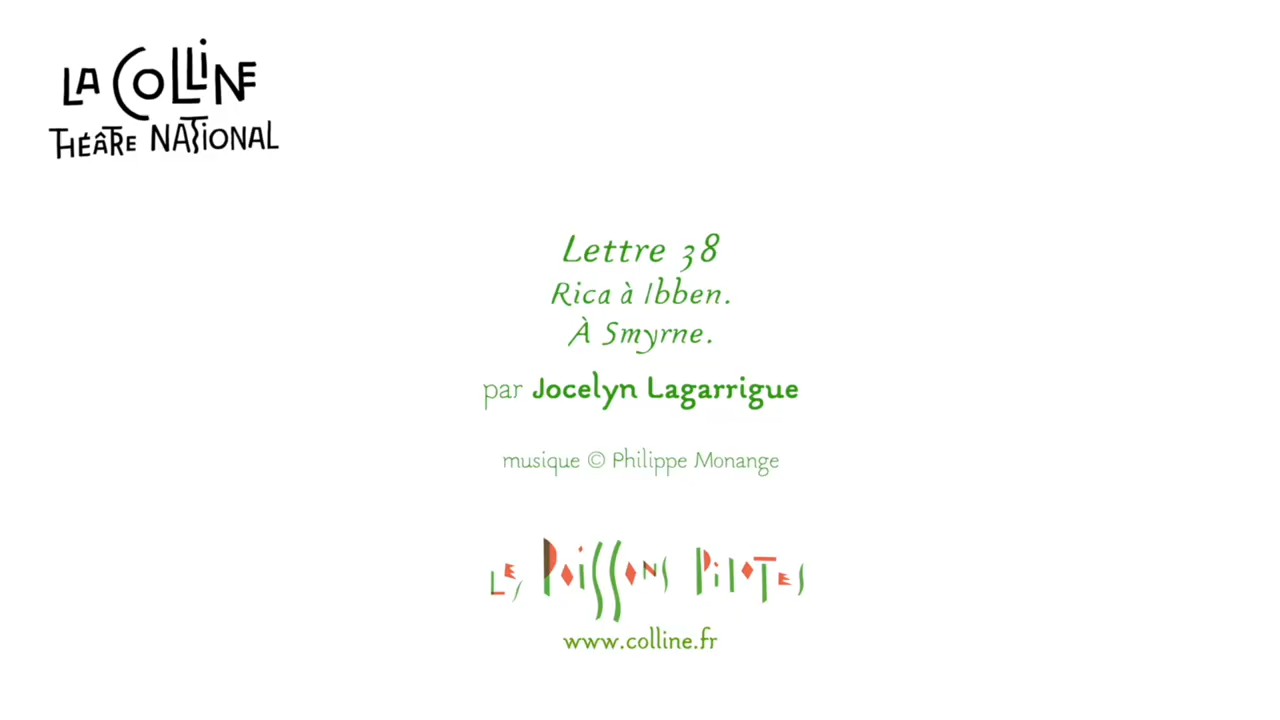 LA COLLINE
THÉÂTRE NATIONAL
Lettre 38
Rica à Ibben.
À Smyrne.
par Jocelyn Lagarrigue
musique © Philippe Monange
LES POISSONS PILOTES
www.colline.fr